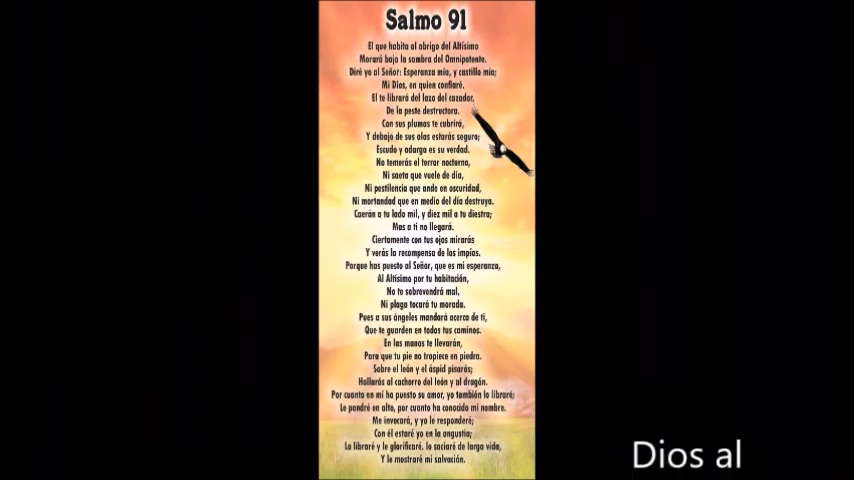 Salmo 91
El que habita al abrigo del Altísimo
Morará bajo la sombra del Omnipotente.
Diré yo al Señor: Esperanza mía, y castillo mío;
Mi Dios, en quien confiaré.
El te librará del lazo del cazador,
De la peste destructora.
Con sus plumas te cubrirá,
Y debajo de sus alas estarás seguro;
Escudo y adarga es su verdad.
No temerás el terror nocturno,
Ni saeta que vuele de día,
Ni pestilencia que ande en oscuridad,
Ni mortandad que en medio del día destruya.
Caerán a tu lado mil, y diez mil a tu diestra;
Mas a ti no llegará.
Ciertamente con tus ojos mirarás
Y verás la recompensa de los impíos.
Porque has puesto al Señor, que es mi esperanza,
Al Altísimo por tu habitación,
No te sobrevendrá mal,
Ni plaga tocará tu morada.
Pues a sus ángeles mandará acerca de ti,
Que te guarden en todos tus caminos.
En las manos te llevarán,
Para que tu pie no tropiece en piedra.
Sobre el león y el áspid pisarás;
Hollarás al cachorro del león y al dragón.
Por cuanto en mí ha puesto su amor, yo también lo libraré;
Le pondré en alto, por cuanto ha conocido mi nombre.
Me invocará, y yo le responderé;
Con él estaré yo en la angustia;
Lo libraré y le glorificaré. lo saciaré de larga vida,
Y le mostraré mi salvación.
Dios al